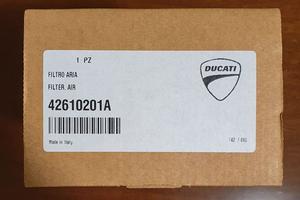 1 PZ
DUCATI
FILTRO ARIA
FILTER, AIR
42610201A
Made in Italy